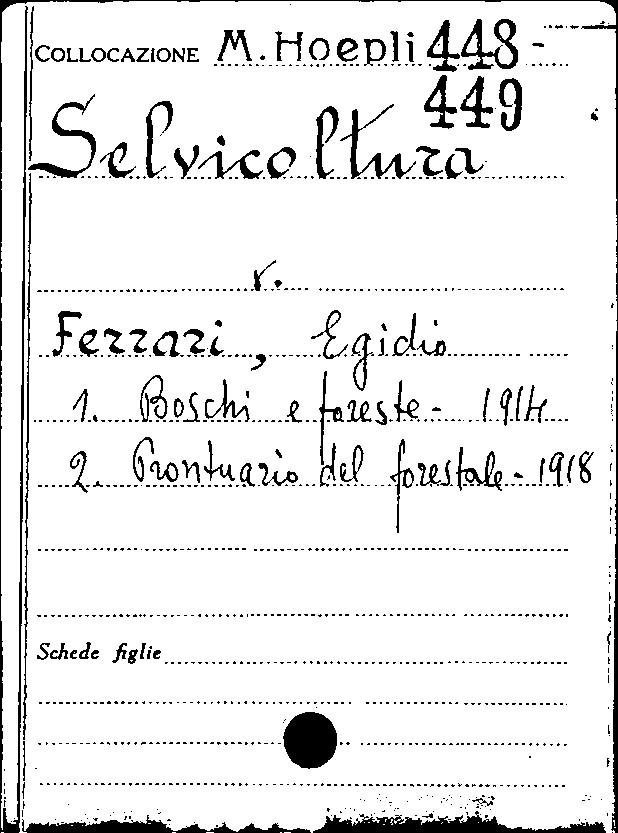 COLLOCAZIONE M. Hoepli 448-
449
Selvicoltura
v.
Ferrari, Egidio
1. Boschi e foreste - 1914
2. Prontuario del forestale - 1918
Schede figlie